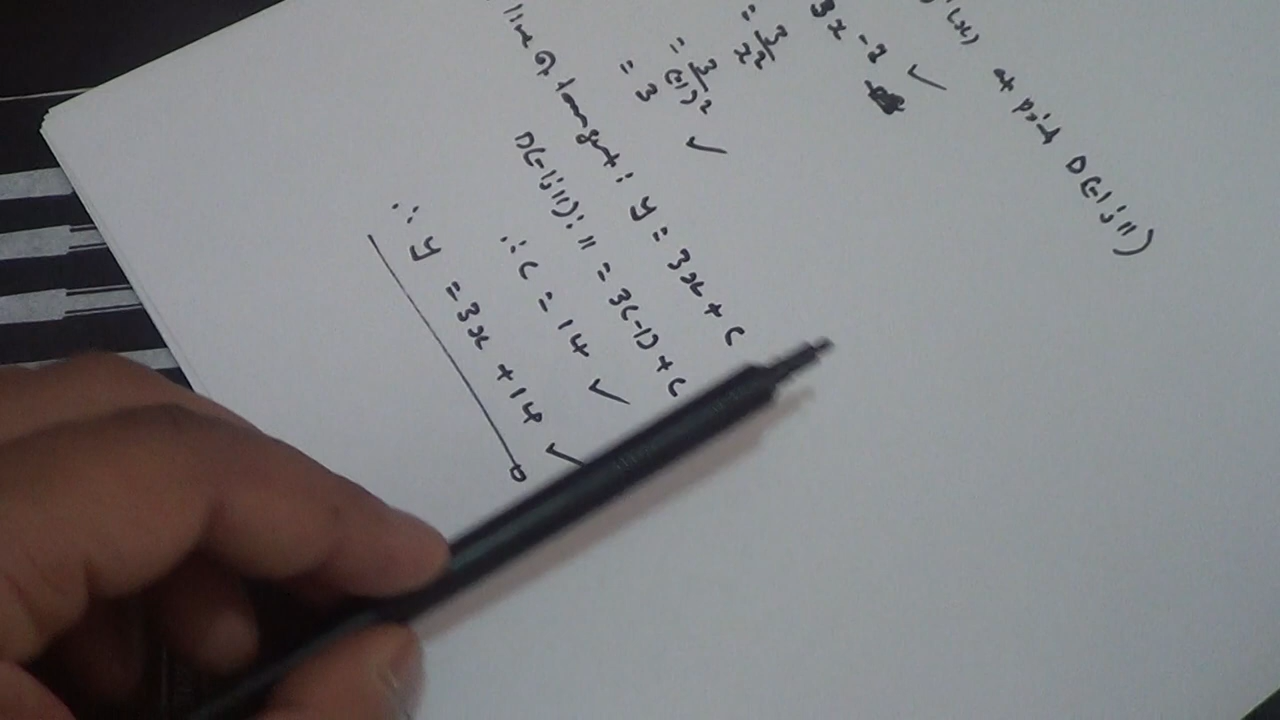 '(x) at point D(-1;11)
3x⁻²
= 3/x²
= 3/(-1)²
= 3
line of tangent: y = 3x + c
D(-1;11): 11 = 3(-1) + c
∴ c = 14
∴ y = 3x + 14